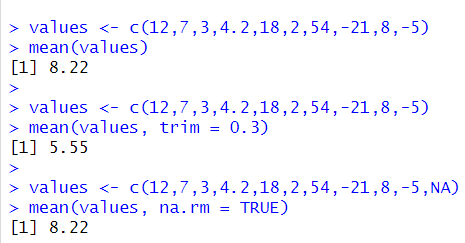 > values <- c(12,7,3,4.2,18,2,54,-21,8,-5)
> mean(values)
[1] 8.22
>
> values <- c(12,7,3,4.2,18,2,54,-21,8,-5)
> mean(values, trim = 0.3)
[1] 5.55
>
> values <- c(12,7,3,4.2,18,2,54,-21,8,-5,NA)
> mean(values, na.rm = TRUE)
[1] 8.22